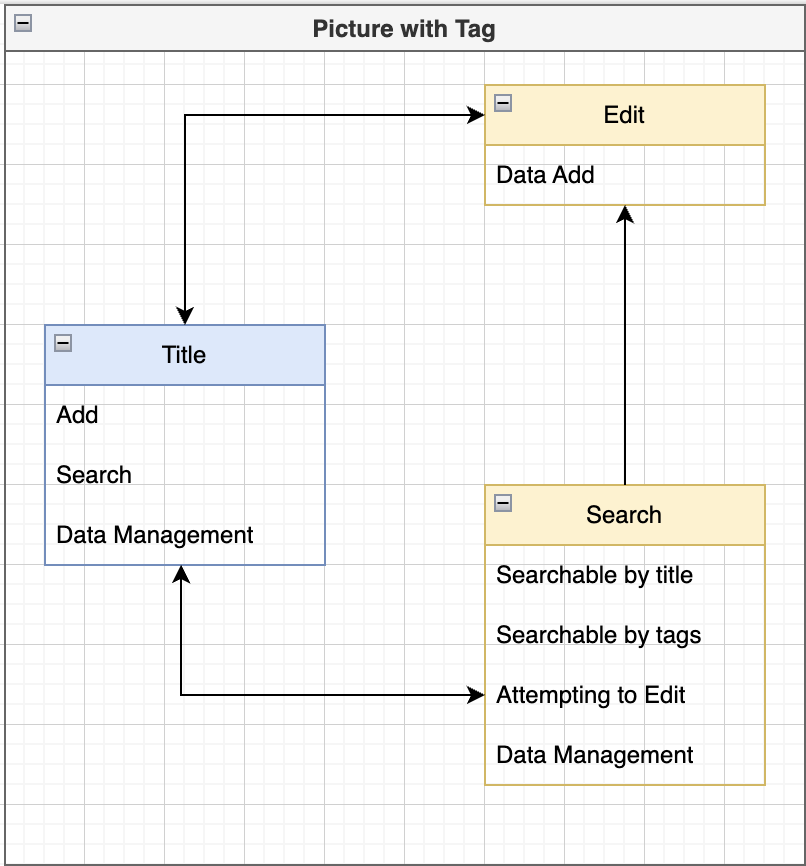 Picture with Tag
Edit
Data Add
Title
Add
Search
Data Management
Search
Searchable by title
Searchable by tags
Attempting to Edit
Data Management